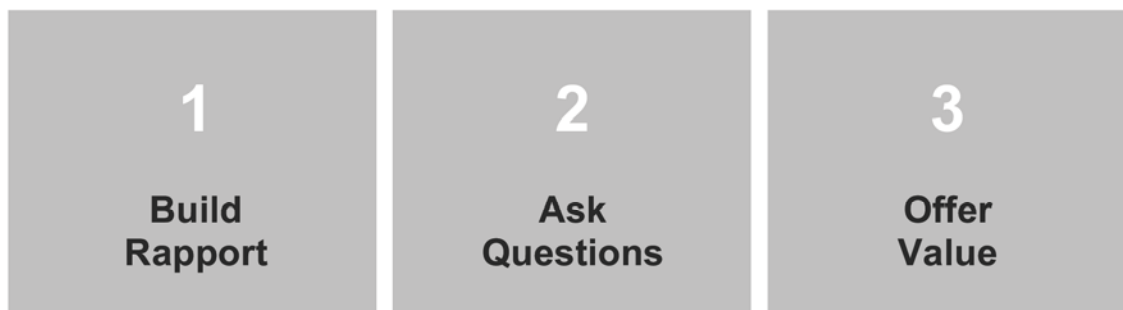 1
Build
Rapport
2
Ask
Questions
3
Offer
Value